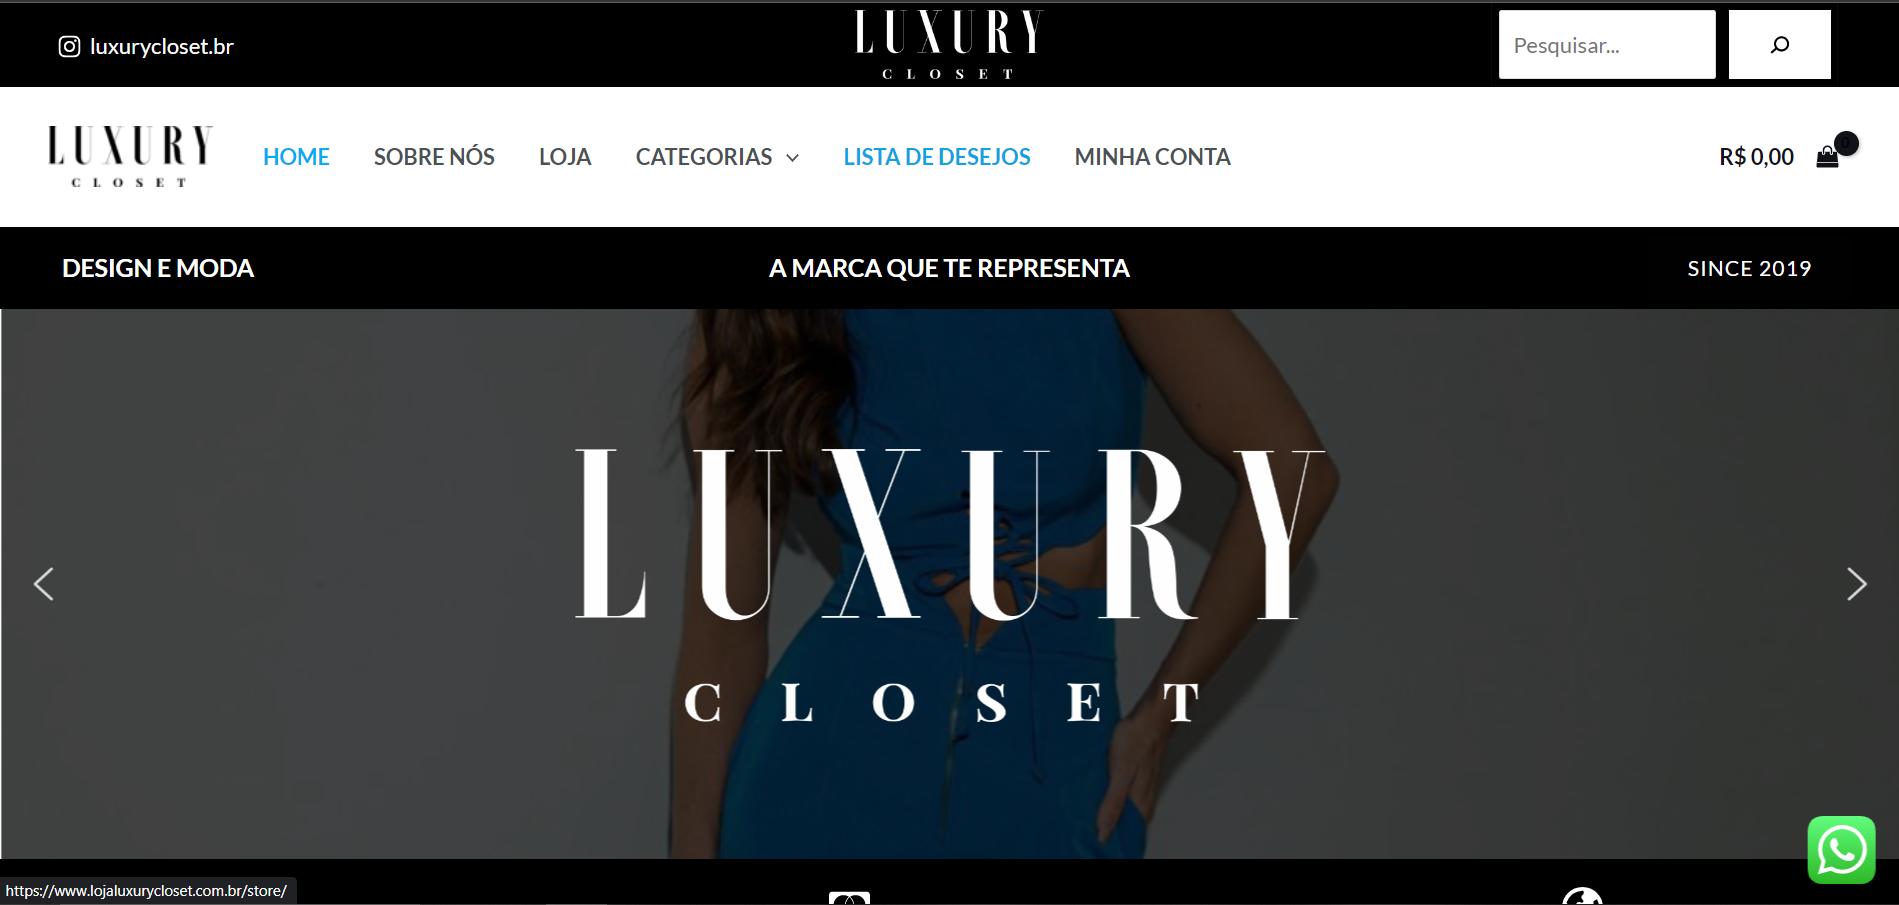 luxurycloset.br
LUXURY
CLOSET
Pesquisar...
LUXURY
CLOSET
HOME
SOBRE NÓS
LOJA
CATEGORIAS
LISTA DE DESEJOS
MINHA CONTA
R$ 0,00
0
DESIGN E MODA
A MARCA QUE TE REPRESENTA
SINCE 2019
LUXURY
CLOSET
https://www.lojaluxurycloset.com.br/store/